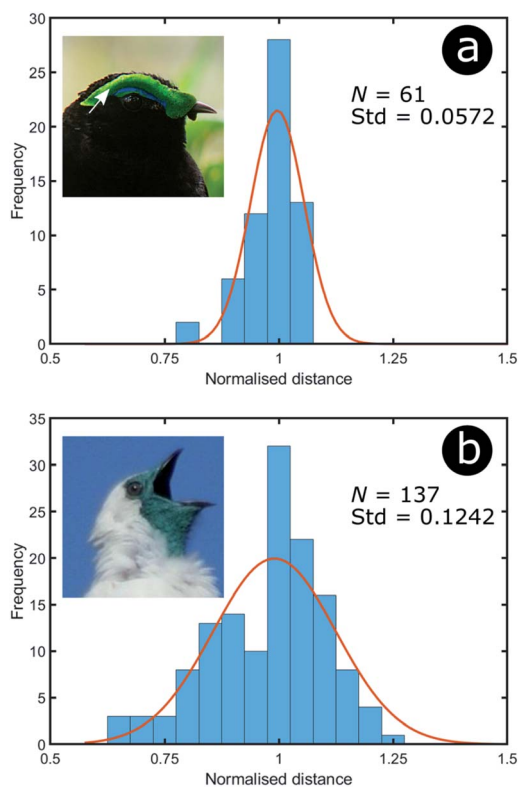 30
25
20
15
10
5
0
Frequency
a
N = 61
Std = 0.0572
0.5
0.75
1
1.25
1.5
Normalised distance
35
30
25
20
15
10
5
0
Frequency
b
N = 137
Std = 0.1242
0.5
0.75
1
1.25
1.5
Normalised distance